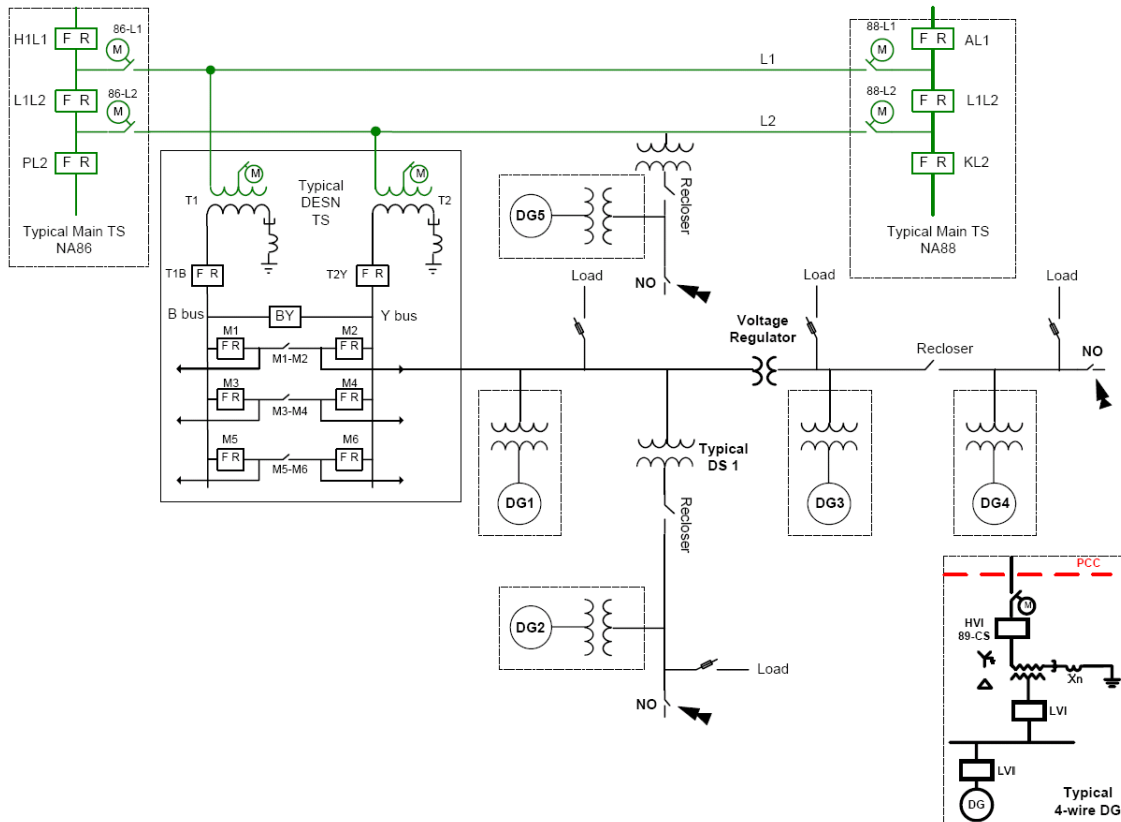 H1L1
F R
86-L1
M
L1L2
F R
86-L2
M
PL2
F R
Typical Main TS
NA86
L1
L2
88-L1
M
F R
AL1
88-L2
M
F R
L1L2
F R
KL2
Typical Main TS
NA88
T1
M
Typical
DESN
TS
M
T2
T1B
F R
T2Y
F R
B bus
BY
Y bus
M1
F R
M1-M2
M2
F R
M3
F R
M3-M4
M4
F R
M5
F R
M5-M6
M6
F R
DG5
Recloser
NO
Load
Voltage
Regulator
Load
Recloser
Load
NO
DG1
Typical
DS 1
Recloser
DG3
DG4
DG2
Load
NO
PCC
M
HVI
89-CS
Xn
LVI
LVI
DG
Typical
4-wire DG